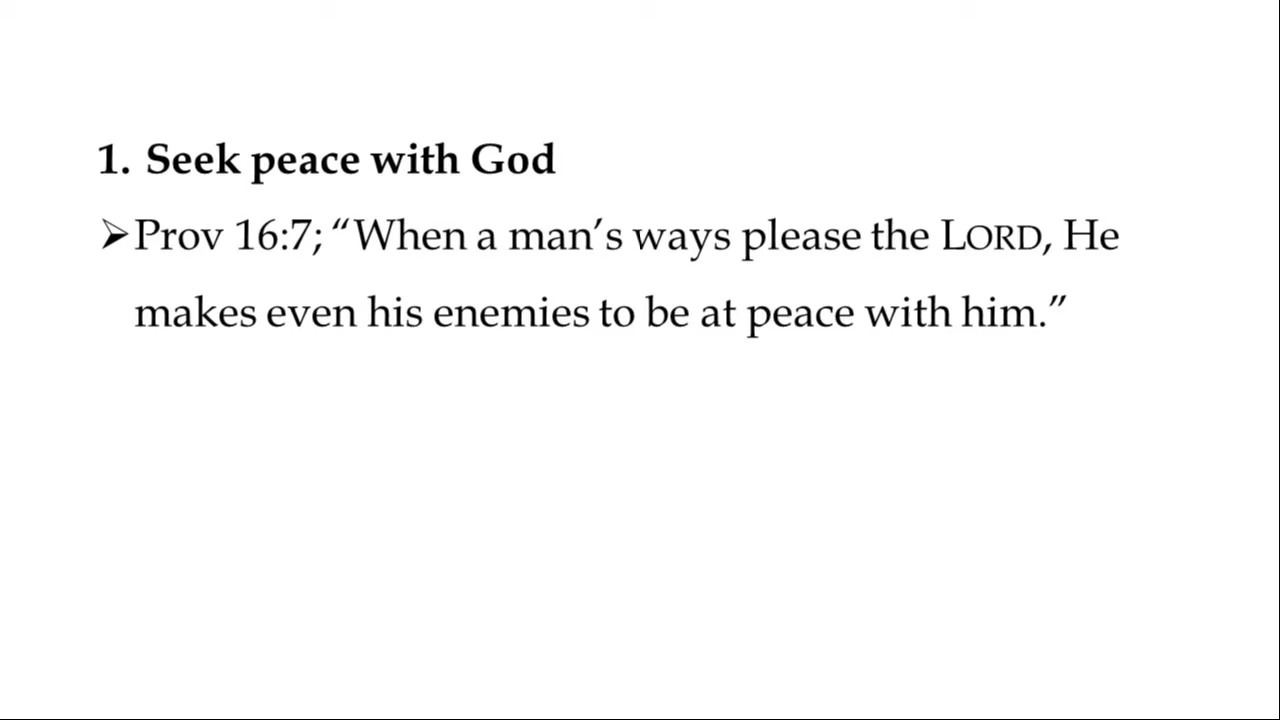 1. Seek peace with God
➢Prov 16:7; “When a man’s ways please the LORD, He
makes even his enemies to be at peace with him.”